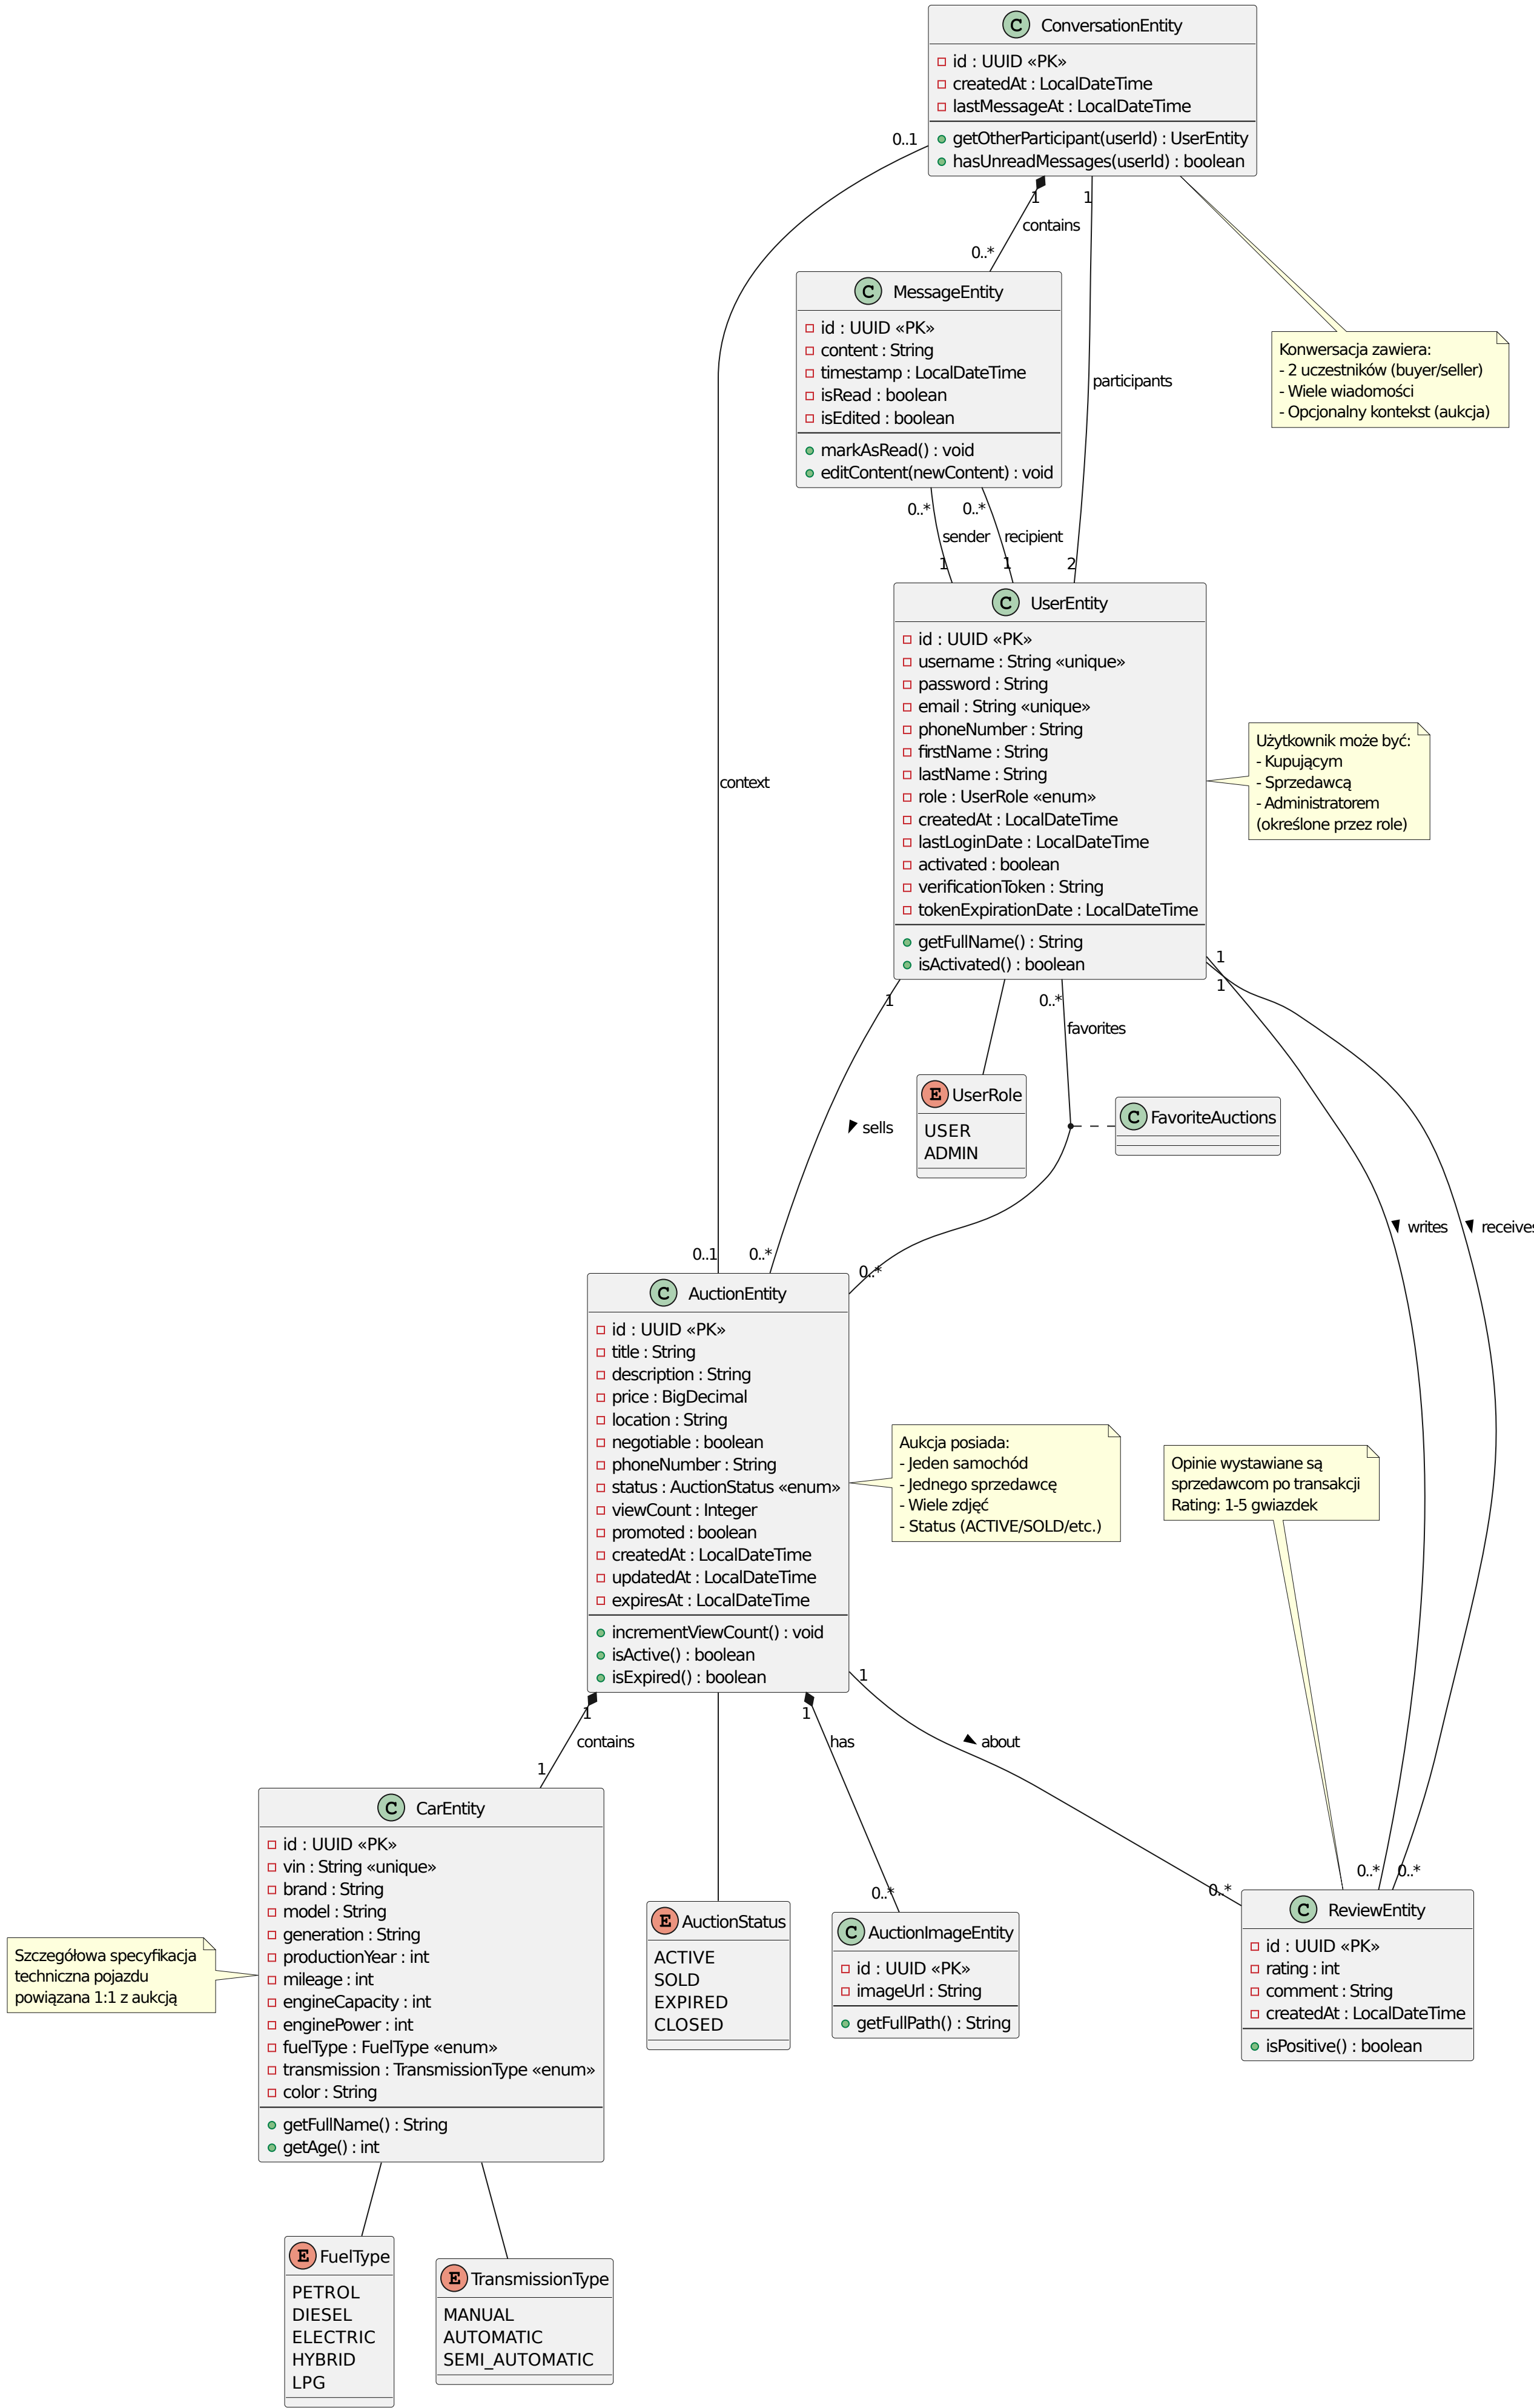 C ConversationEntity
id : UUID «PK»
createdAt : LocalDateTime
lastMessageAt : LocalDateTime
getOtherParticipant(userId) : UserEntity
hasUnreadMessages(userId) : boolean
0..1
1
1
contains
0..*
C MessageEntity
id : UUID «PK»
content : String
timestamp : LocalDateTime
isRead : boolean
isEdited : boolean
markAsRead() : void
editContent(newContent) : void
participants
Konwersacja zawiera:
- 2 uczestników (buyer/seller)
- Wiele wiadomości
- Opcjonalny kontekst (aukcja)
0..*
0..*
sender
recipient
1
1
2
C UserEntity
id : UUID «PK»
username : String «unique»
password : String
email : String «unique»
phoneNumber : String
firstName : String
lastName : String
role : UserRole «enum»
createdAt : LocalDateTime
lastLoginDate : LocalDateTime
activated : boolean
verificationToken : String
tokenExpirationDate : LocalDateTime
getFullName() : String
isActivated() : boolean
Użytkownik może być:
- Kupującym
- Sprzedawcą
- Administratorem
(określone przez role)
context
1
0..*
1
1
favorites
E UserRole
USER
ADMIN
C FavoriteAuctions
sells
writes
receives
0..1
0..*
0..*
C AuctionEntity
id : UUID «PK»
title : String
description : String
price : BigDecimal
location : String
negotiable : boolean
phoneNumber : String
status : AuctionStatus «enum»
viewCount : Integer
promoted : boolean
createdAt : LocalDateTime
updatedAt : LocalDateTime
expiresAt : LocalDateTime
incrementViewCount() : void
isActive() : boolean
isExpired() : boolean
Aukcja posiada:
- Jeden samochód
- Jednego sprzedawcę
- Wiele zdjęć
- Status (ACTIVE/SOLD/etc.)
Opinie wystawiane są
sprzedawcom po transakcji
Rating: 1-5 gwiazdek
1
1
1
contains
has
about
1
0..*
0..*
0..*
0..*
C CarEntity
id : UUID «PK»
vin : String «unique»
brand : String
model : String
generation : String
productionYear : int
mileage : int
engineCapacity : int
enginePower : int
fuelType : FuelType «enum»
transmission : TransmissionType «enum»
color : String
getFullName() : String
getAge() : int
Szczegółowa specyfikacja
techniczna pojazdu
powiązana 1:1 z aukcją
E AuctionStatus
ACTIVE
SOLD
EXPIRED
CLOSED
C AuctionImageEntity
id : UUID «PK»
imageUrl : String
getFullPath() : String
C ReviewEntity
id : UUID «PK»
rating : int
comment : String
createdAt : LocalDateTime
isPositive() : boolean
E FuelType
PETROL
DIESEL
ELECTRIC
HYBRID
LPG
E TransmissionType
MANUAL
AUTOMATIC
SEMI_AUTOMATIC